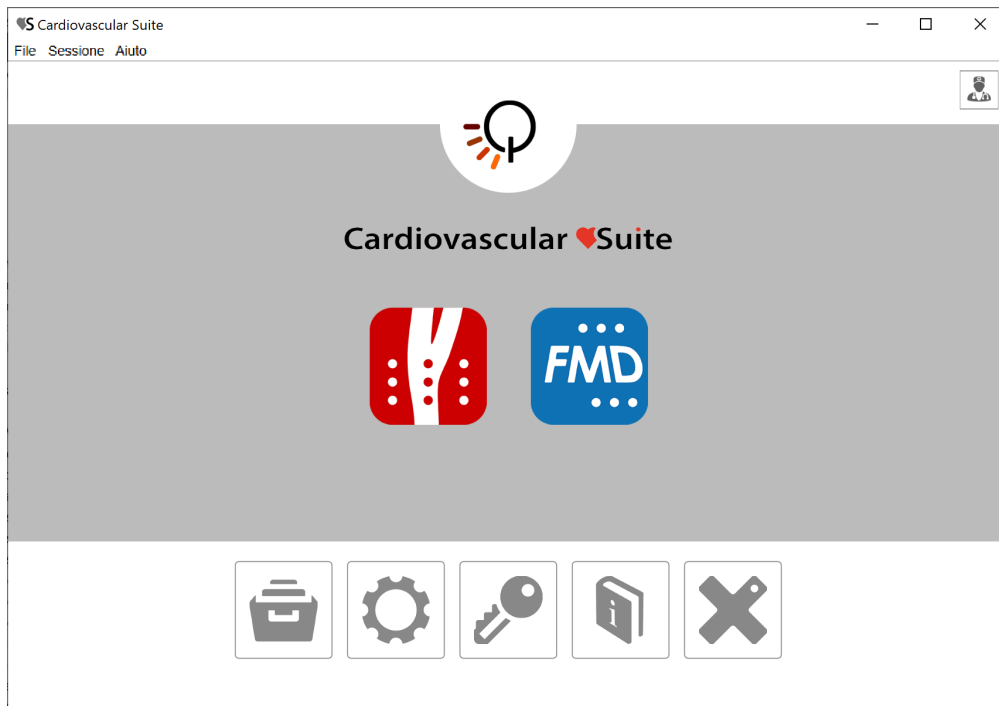 S Cardiovascular Suite
File Sessione Aiuto
Cardiovascular Suite
FMD
i